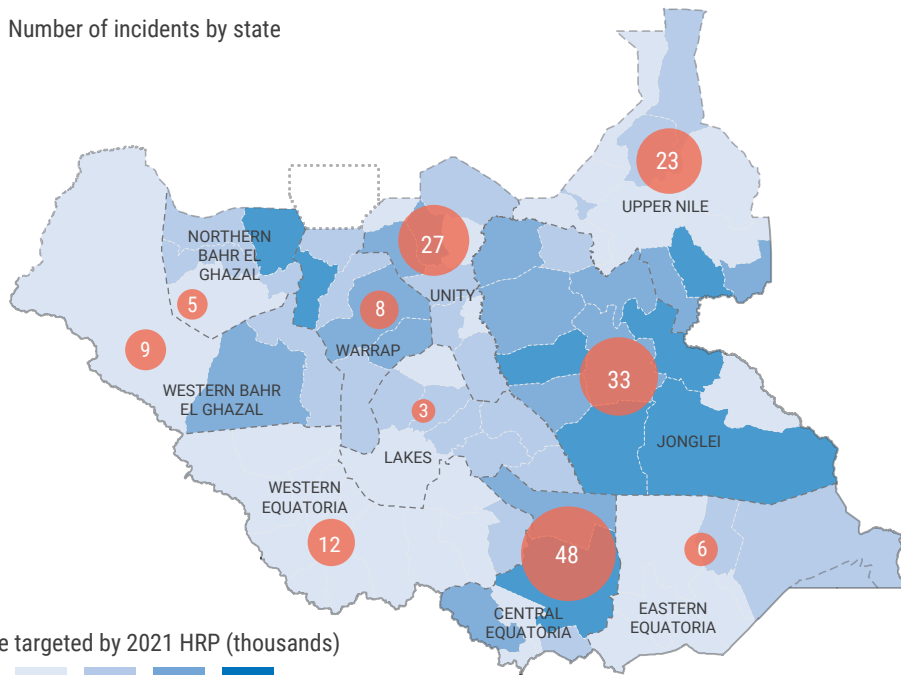 Number of incidents by state
23
UPPER NILE
NORTHERN
BAHR EL
GHAZAL
27
UNITY
5
8
9
WARRAP
33
WESTERN BAHR
EL GHAZAL
3
JONGLEI
LAKES
WESTERN
EQUATORIA
12
48
6
CENTRAL
EQUATORIA
EASTERN
EQUATORIA
e targeted by 2021 HRP (thousands)